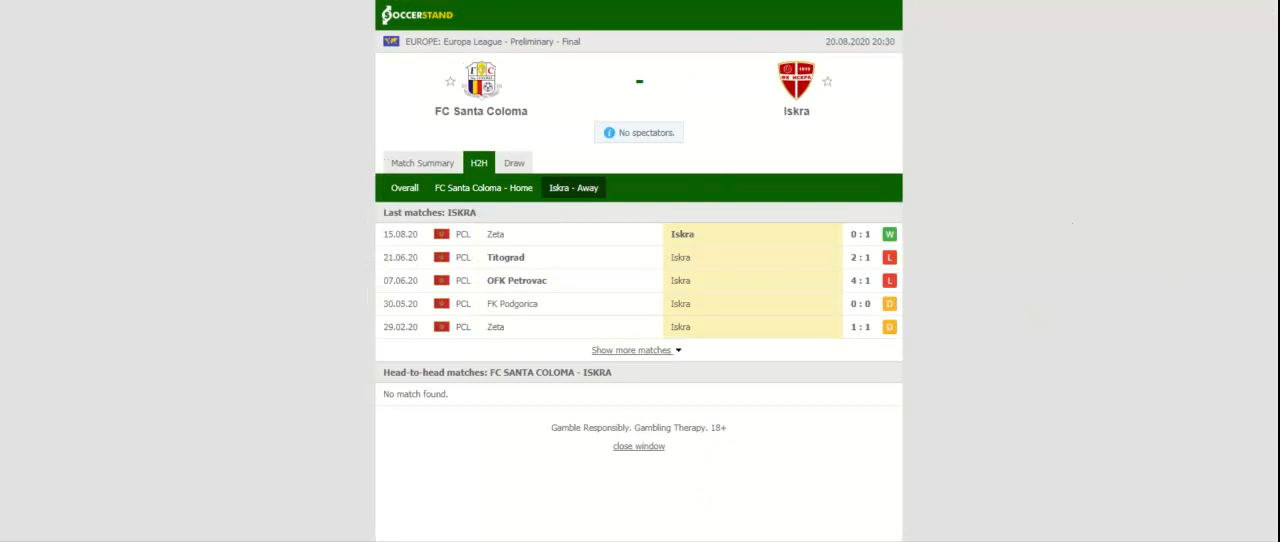 SOCCERSTAND
EUROPE: Europa League - Preliminary - Final 20.08.2020 20:30
-
FC Santa Coloma Iskra
No spectators.
Match Summary H2H Draw
Overall FC Santa Coloma - Home Iskra - Away
Last matches: ISKRA
15.08.20 PCL Zeta Iskra 0 : 1 W
21.06.20 PCL Titograd Iskra 2 : 1 L
07.06.20 PCL OFK Petrovac Iskra 4 : 1 L
30.05.20 PCL FK Podgorica Iskra 0 : 0 D
29.02.20 PCL Zeta Iskra 1 : 1 D
Show more matches
Head-to-head matches: FC SANTA COLOMA - ISKRA
No match found.
Gamble Responsibly. Gambling Therapy. 18+
close window